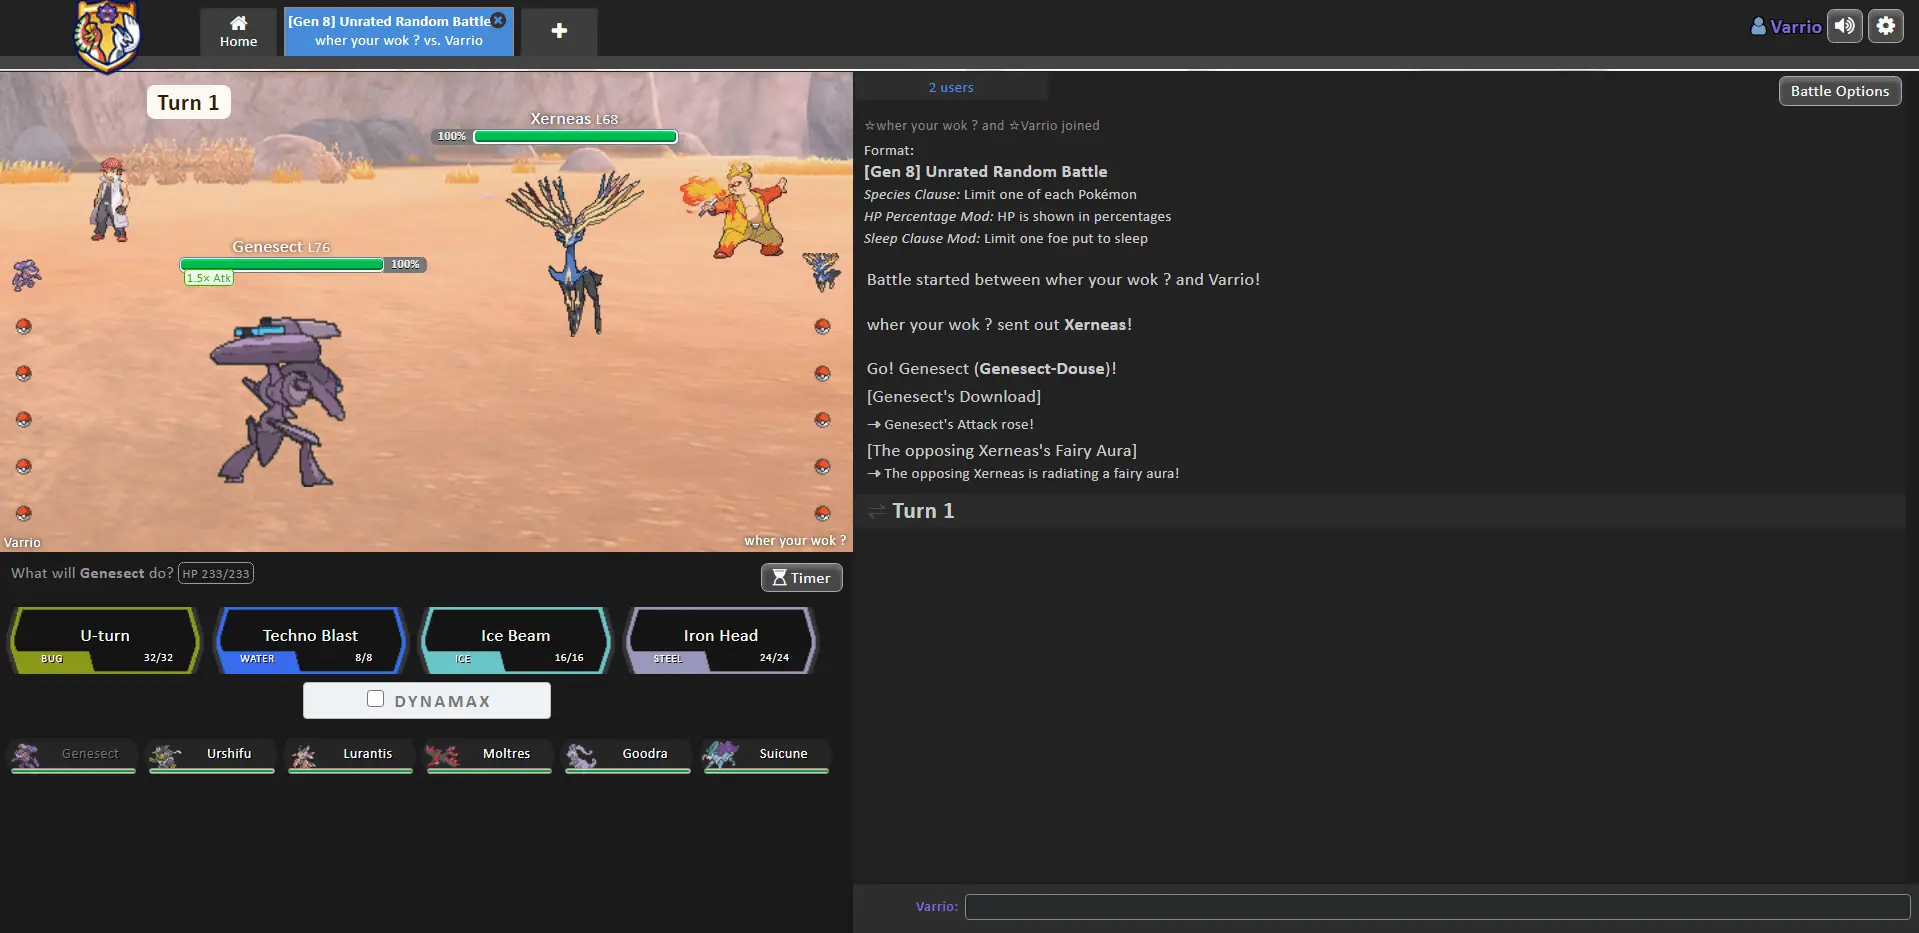 Home
[Gen 8] Unrated Random Battle
wher your wok ? vs. Varrio
Varrio
Turn 1
Xerneas L68
100%
Genesect L76
100%
1.5× Atk
Varrio
wher your wok ?
What will Genesect do? HP 233/233
Timer
U-turn
BUG 32/32
Techno Blast
WATER 8/8
Ice Beam
ICE 16/16
Iron Head
STEEL 24/24
DYNAMAX
Genesect
Urshifu
Lurantis
Moltres
Goodra
Suicune
2 users
Battle Options
☆wher your wok ? and ☆Varrio joined
Format:
[Gen 8] Unrated Random Battle
Species Clause: Limit one of each Pokémon
HP Percentage Mod: HP is shown in percentages
Sleep Clause Mod: Limit one foe put to sleep
Battle started between wher your wok ? and Varrio!
wher your wok ? sent out Xerneas!
Go! Genesect (Genesect-Douse)!
[Genesect's Download]
→ Genesect's Attack rose!
[The opposing Xerneas's Fairy Aura]
→ The opposing Xerneas is radiating a fairy aura!
Turn 1
Varrio: